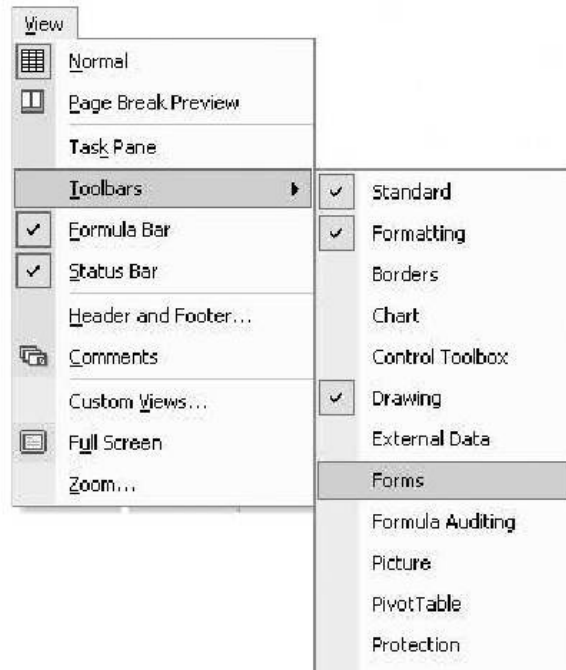 View
Normal
Page Break Preview
Task Pane
Toolbars
Formula Bar
Status Bar
Header and Footer...
Comments
Custom Views...
Full Screen
Zoom...
Standard
Formatting
Borders
Chart
Control Toolbox
Drawing
External Data
Forms
Formula Auditing
Picture
PivotTable
Protection